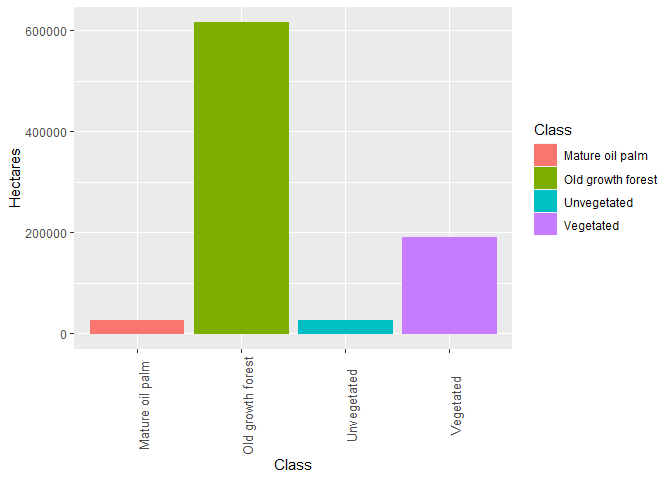 600000
400000
200000
0
Hectares
Mature oil palm
Old growth forest
Unvegetated
Vegetated
Class
Class
Mature oil palm
Old growth forest
Unvegetated
Vegetated